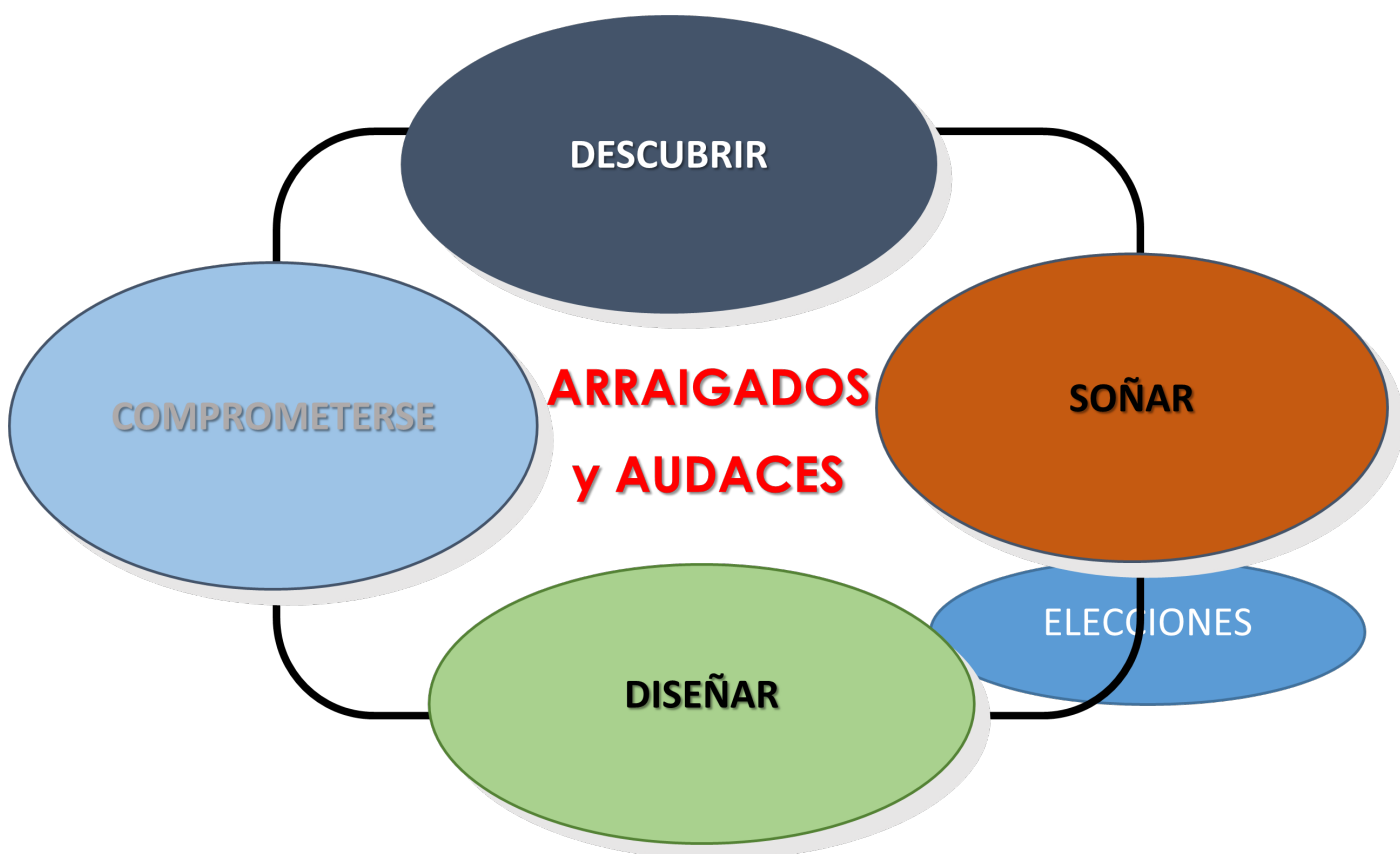 DESCUBRIR
SOÑAR
COMPROMETERSE
ARRAIGADOS
y AUDACES
ELECCIONES
DISEÑAR